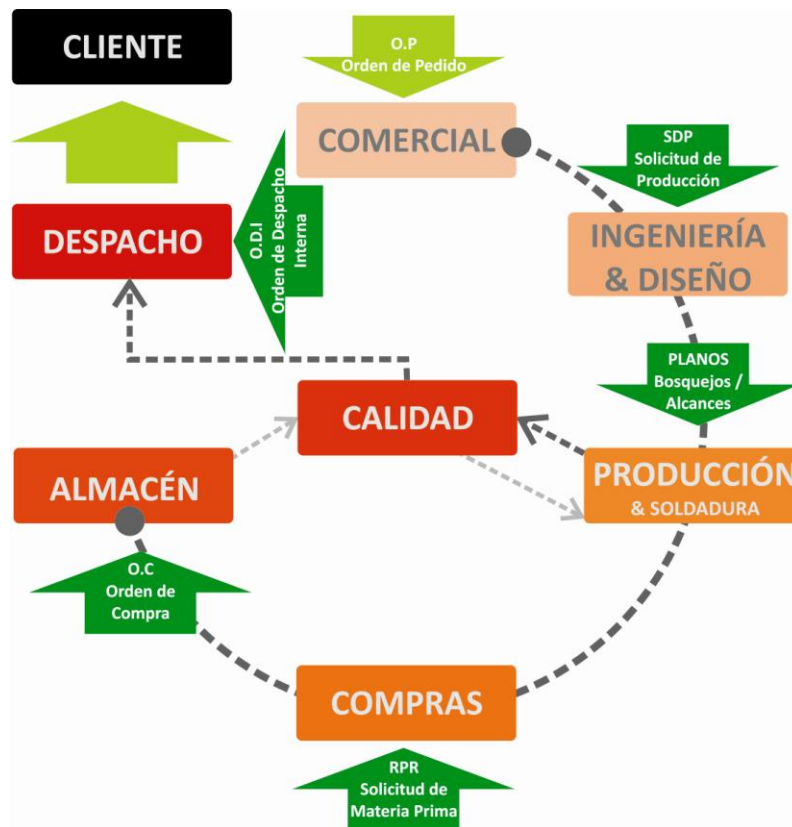 CLIENTE
O.P
Orden de Pedido
COMERCIAL
SDP
Solicitud de
Producción
DESPACHO
O.D.I
Orden de Despacho
Interna
INGENIERÍA
& DISEÑO
PLANOS
Bosquejos /
Alcances
CALIDAD
ALMACÉN
PRODUCCIÓN
& SOLDADURA
O.C
Orden de
Compra
COMPRAS
RPR
Solicitud de
Materia Prima